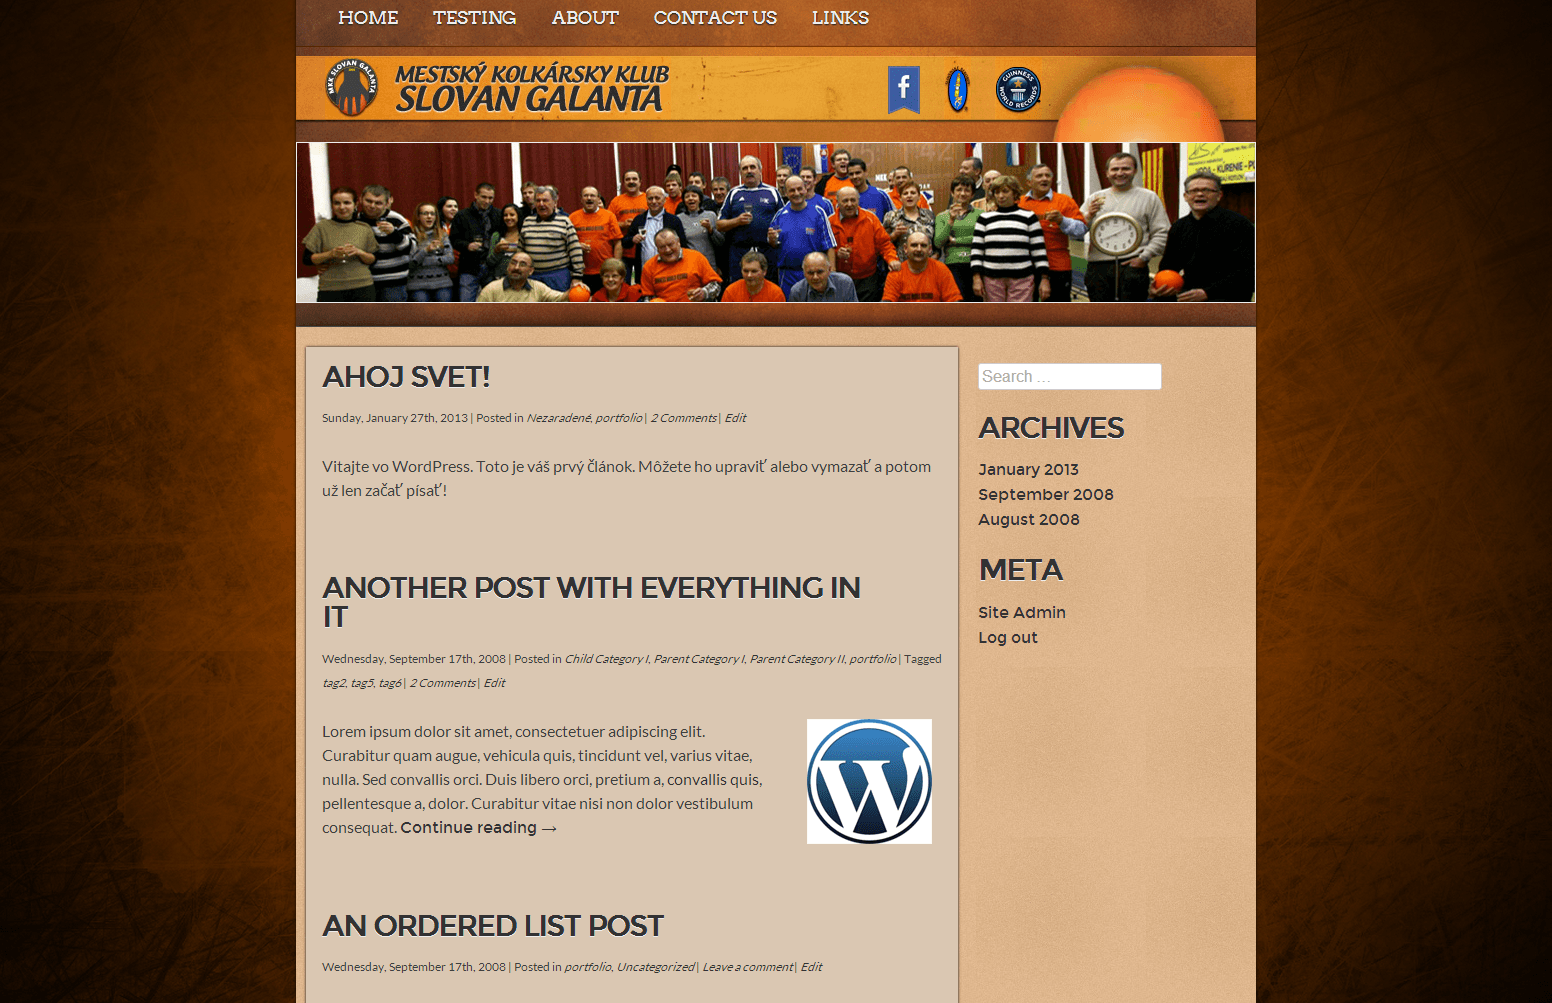 HOME TESTING ABOUT CONTACT US LINKS
MKK SLOVAN GALANTA
MESTSKÝ KOLKÁRSKY KLUB
SLOVAN GALANTA
f
GUINNESS
WORLD RECORDS
AHOJ SVET!
Sunday, January 27th, 2013 | Posted in Nezaradené, portfolio | 2 Comments | Edit
Vitajte vo WordPress. Toto je váš prvý článok. Môžete ho upraviť alebo vymazať a potom
už len začať písať!
ANOTHER POST WITH EVERYTHING IN
IT
Wednesday, September 17th, 2008 | Posted in Child Category I, Parent Category I, Parent Category II, portfolio | Tagged
tag2, tag5, tag6 | 2 Comments | Edit
Lorem ipsum dolor sit amet, consectetuer adipiscing elit.
Curabitur quam augue, vehicula quis, tincidunt vel, varius vitae,
nulla. Sed convallis orci. Duis libero orci, pretium a, convallis quis,
pellentesque a, dolor. Curabitur vitae nisi non dolor vestibulum
consequat. Continue reading →
W
AN ORDERED LIST POST
Wednesday, September 17th, 2008 | Posted in portfolio, Uncategorized | Leave a comment | Edit
Search …
ARCHIVES
January 2013
September 2008
August 2008
META
Site Admin
Log out